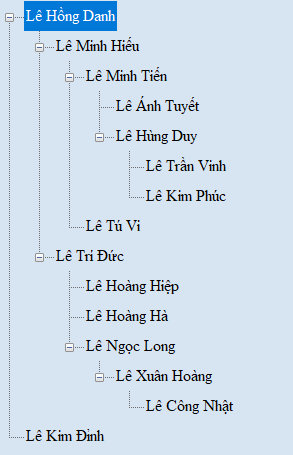 Lê Hồng Danh
Lê Minh Hiếu
Lê Minh Tiến
Lê Ánh Tuyết
Lê Hùng Duy
Lê Trần Vinh
Lê Kim Phúc
Lê Tú Vi
Lê Trí Đức
Lê Hoàng Hiệp
Lê Hoàng Hà
Lê Ngọc Long
Lê Xuân Hoàng
Lê Công Nhật
Lê Kim Đính